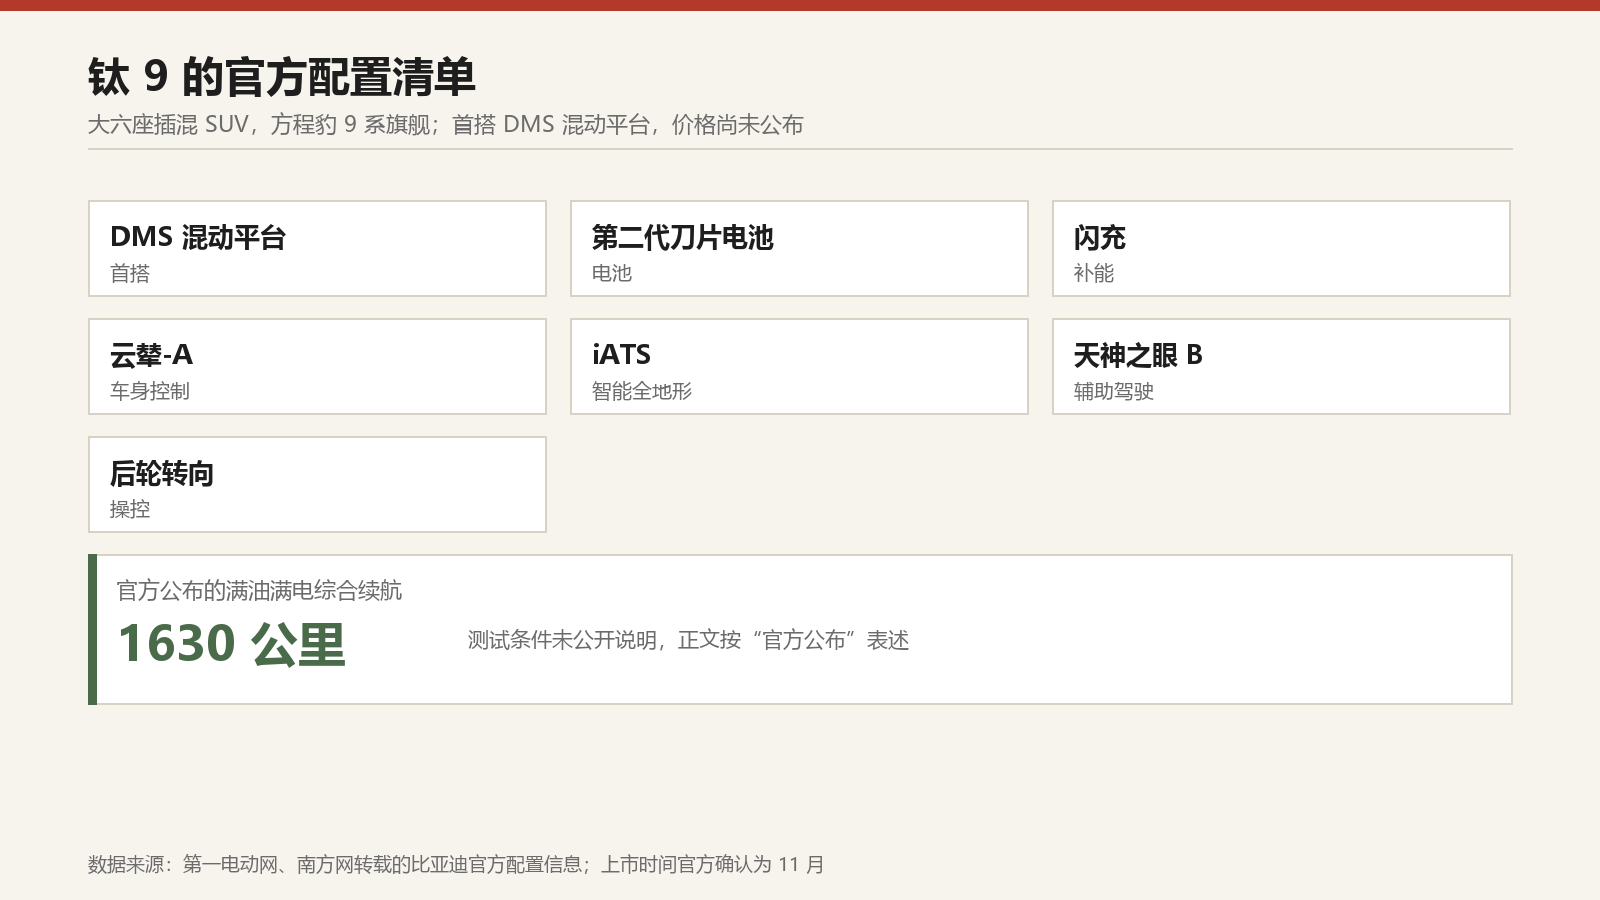 钛 9 的官方配置清单
大六座插混 SUV，方程豹 9 系旗舰；首搭 DMS 混动平台，价格尚未公布
DMS 混动平台
首搭
第二代刀片电池
电池
闪充
补能
云辇-A
车身控制
iATS
智能全地形
天神之眼 B
辅助驾驶
后轮转向
操控
官方公布的满油满电综合续航
1630 公里
测试条件未公开说明，正文按“官方公布”表述
数据来源：第一电动网、南方网转载的比亚迪官方配置信息；上市时间官方确认为 11 月